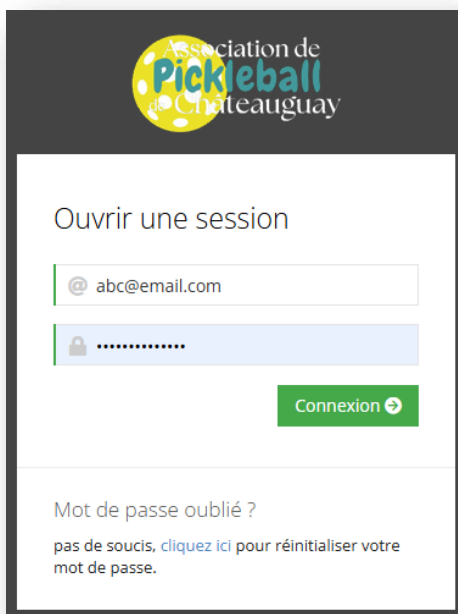 Association de
Pickleball
de Châteauguay
Ouvrir une session
@ abc@email.com
••••••••••••••
Connexion
Mot de passe oublié ?
pas de soucis, cliquez ici pour réinitialiser votre
mot de passe.